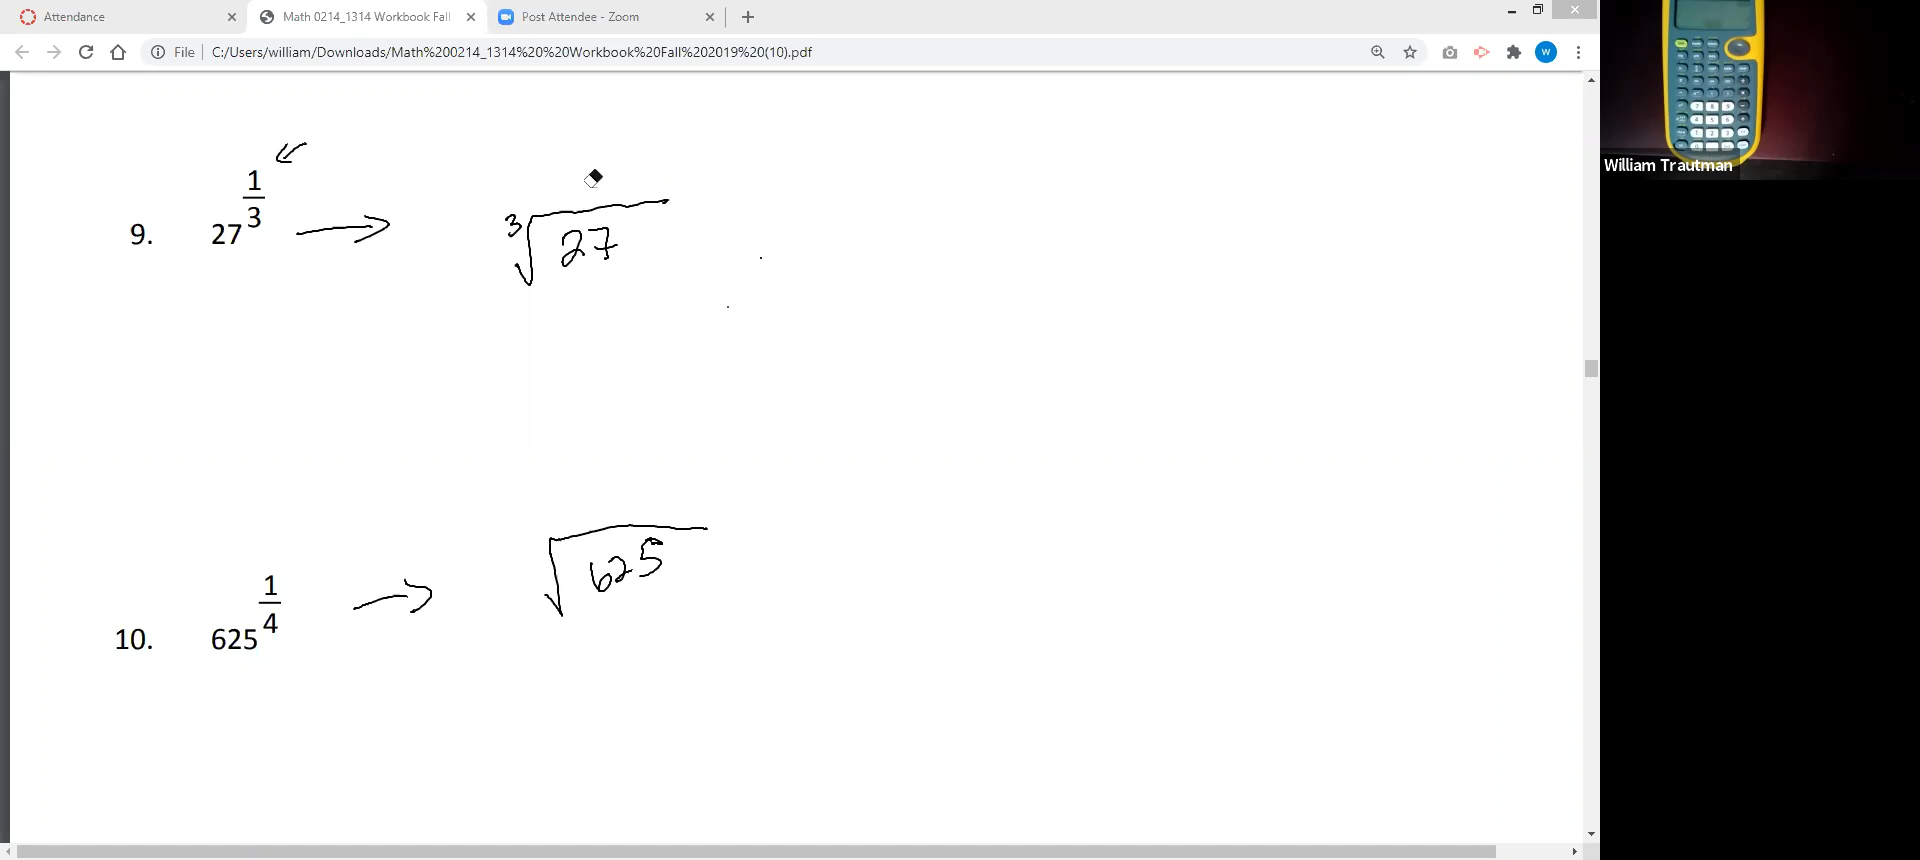 Attendance
Math 0214_1314 Workbook Fall
Post Attendee - Zoom
File
C:/Users/william/Downloads/Math%200214_1314%20%20Workbook%20Fall%202019%20(10).pdf
W
William Trautman
9. 27^(1/3) → ∛27
10. 625^(1/4) → √625